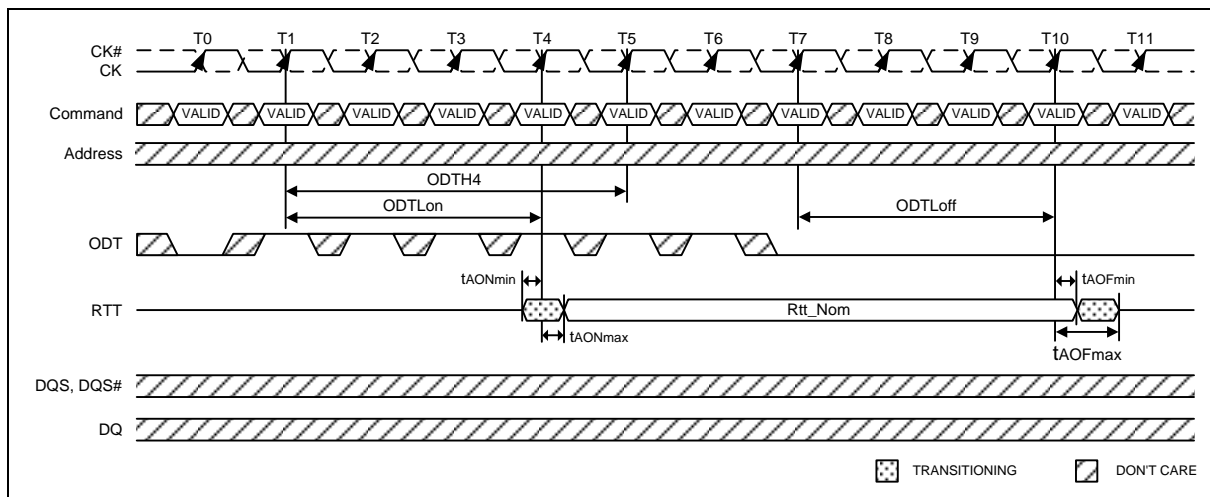 T0 T1 T2 T3 T4 T5 T6 T7 T8 T9 T10 T11
CK#
CK
Command VALID VALID VALID VALID VALID VALID VALID VALID VALID VALID VALID VALID
Address
ODTH4
ODTLon ODTLoff
ODT
tAONmin tAOFmin
RTT Rtt_Nom
tAONmax
tAOFmax
DQS, DQS#
DQ
TRANSITIONING DON'T CARE